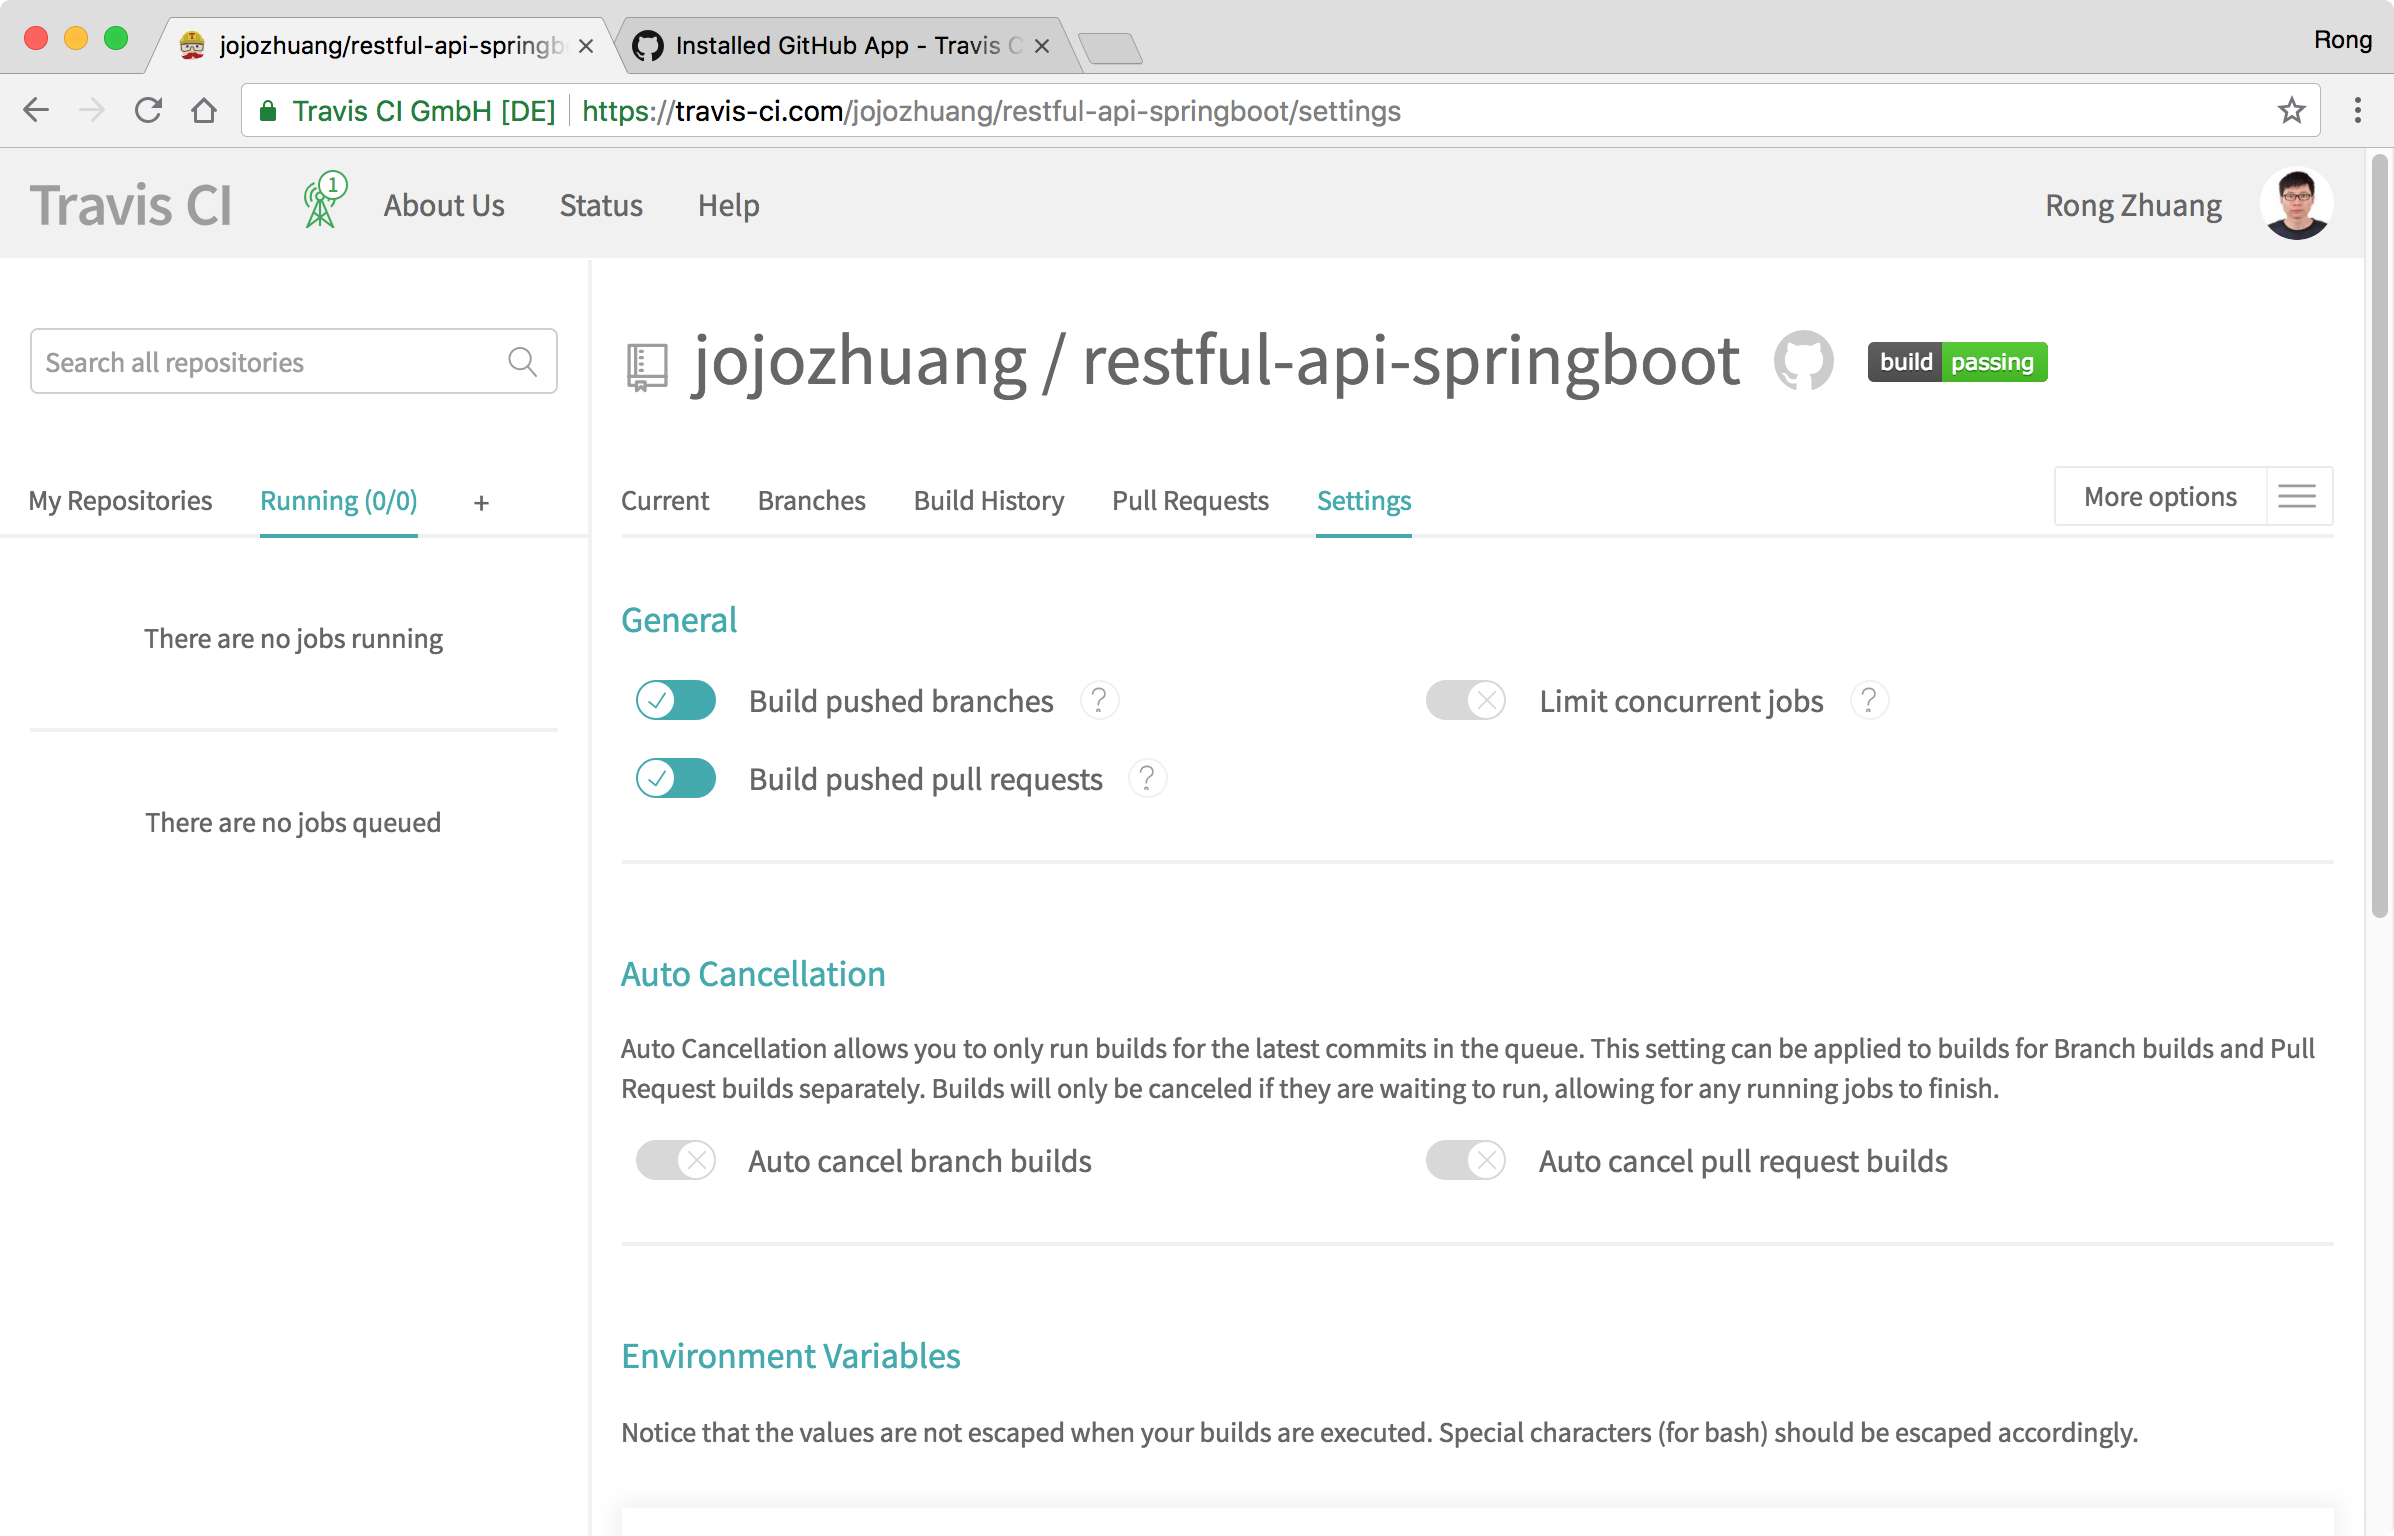 jojozhuang/restful-api-springb
Installed GitHub App - Travis C
Rong
Travis CI GmbH [DE]
https://travis-ci.com/jojozhuang/restful-api-springboot/settings
Travis CI
1
About Us
Status
Help
Rong Zhuang
Search all repositories
jojozhuang / restful-api-springboot
build passing
My Repositories
Running (0/0)
+
Current
Branches
Build History
Pull Requests
Settings
More options
There are no jobs running
There are no jobs queued
General
Build pushed branches ?
Limit concurrent jobs ?
Build pushed pull requests ?
Auto Cancellation
Auto Cancellation allows you to only run builds for the latest commits in the queue. This setting can be applied to builds for Branch builds and Pull
Request builds separately. Builds will only be canceled if they are waiting to run, allowing for any running jobs to finish.
Auto cancel branch builds
Auto cancel pull request builds
Environment Variables
Notice that the values are not escaped when your builds are executed. Special characters (for bash) should be escaped accordingly.